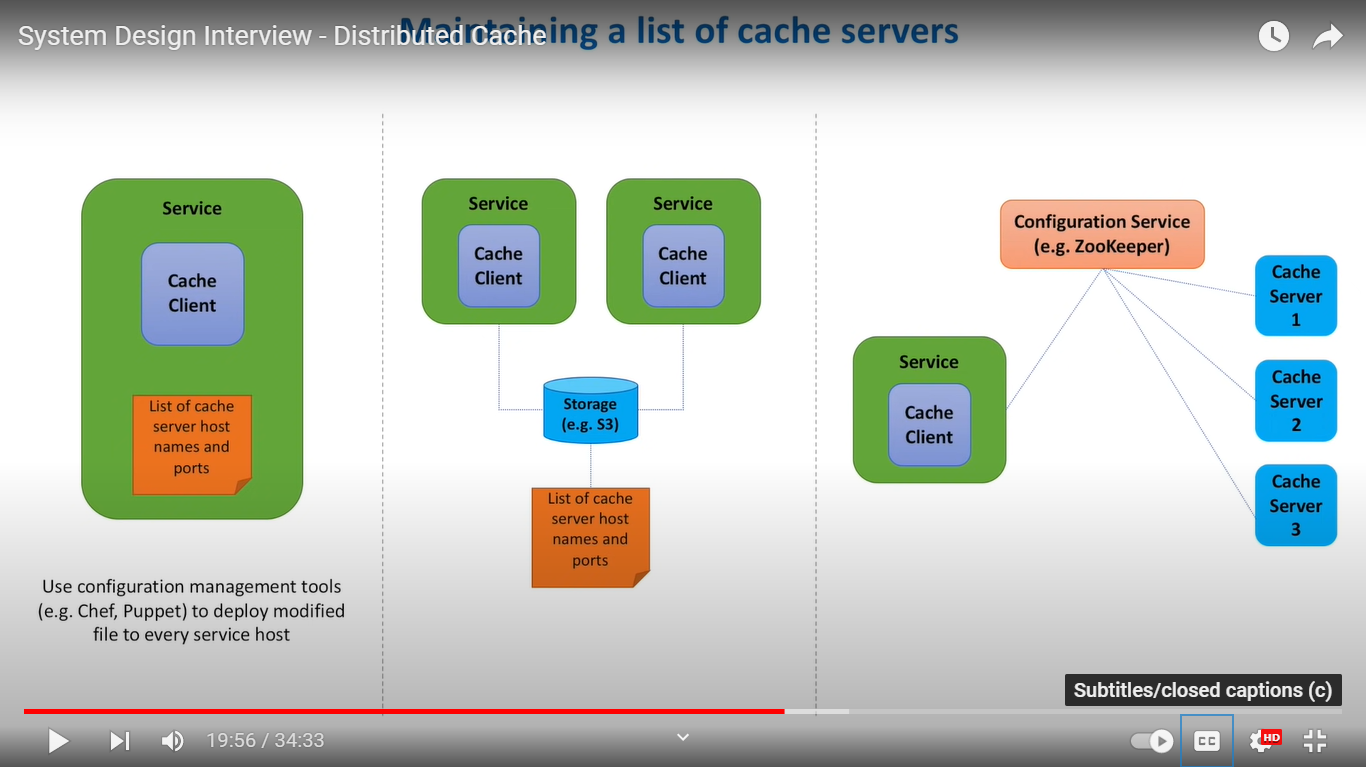 System Design Interview - Distributed Cache
Maintaining a list of cache servers
Service
Cache
Client
List of cache
server host
names and
ports
Use configuration management tools
(e.g. Chef, Puppet) to deploy modified
file to every service host
Service
Cache
Client
Service
Cache
Client
Storage
(e.g. S3)
List of cache
server host
names and
ports
Configuration Service
(e.g. ZooKeeper)
Service
Cache
Client
Cache
Server
1
Cache
Server
2
Cache
Server
3
Subtitles/closed captions (c)
19:56 / 34:33
CC
HD